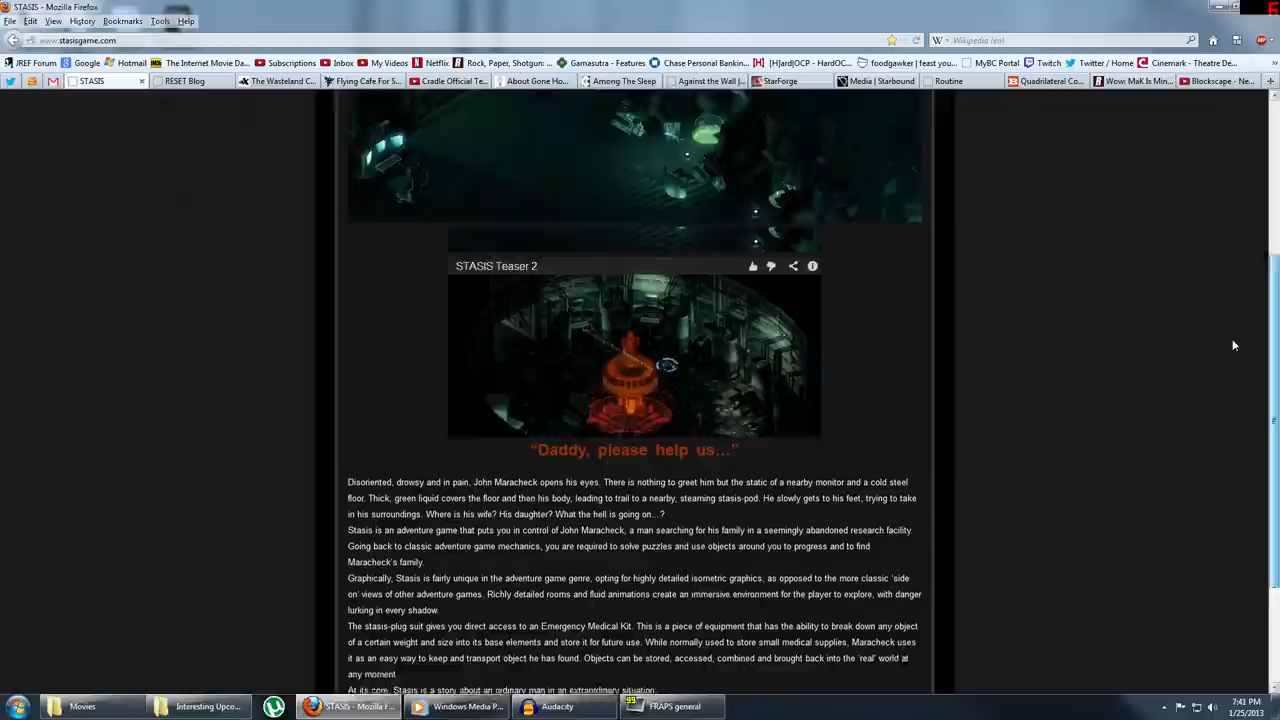 STASIS - Mozilla Firefox
File Edit View History Bookmarks Tools Help
www.stasisgame.com
Wikipedia (en)
JREF Forum Google Hotmail The Internet Movie Da... Subscriptions Inbox My Videos Netflix Rock, Paper, Shotgun: ... Gamasutra - Features Chase Personal Banking... [H]ard|OCP - HardOC... foodgawker | feast you... MyBC Portal Twitch Twitter / Home Cinemark - Theatre De...
STASIS RESET Blog The Wasteland C... Flying Cafe For S... Cradle Official Te... About Gone Ho... Among The Sleep Against the Wall |... StarForge Media | Starbound Routine Quadrilateral Co... Wow: MaK Is Min... Blockscape - Ne...
STASIS Teaser 2
“Daddy, please help us...”
Disoriented, drowsy and in pain, John Maracheck opens his eyes. There is nothing to greet him but the static of a nearby monitor and a cold steel
floor. Thick, green liquid covers the floor and then his body, leading to trail to a nearby, steaming stasis-pod. He slowly gets to his feet, trying to take
in his surroundings. Where is his wife? His daughter? What the hell is going on...?
Stasis is an adventure game that puts you in control of John Maracheck, a man searching for his family in a seemingly abandoned research facility.
Going back to classic adventure game mechanics, you are required to solve puzzles and use objects around you to progress and to find
Maracheck's family.
Graphically, Stasis is fairly unique in the adventure game genre, opting for highly detailed isometric graphics, as opposed to the more classic 'side
on' views of other adventure games. Richly detailed rooms and fluid animations create an immersive environment for the player to explore, with danger
lurking in every shadow.
The stasis-plug suit gives you direct access to an Emergency Medical Kit. This is a piece of equipment that has the ability to break down any object
of a certain weight and size into its base elements and store it for future use. While normally used to store small medical supplies, Maracheck uses
it as an easy way to keep and transport object he has found. Objects can be stored, accessed, combined and brought back into the 'real' world at
any moment
At its core, Stasis is a story about an ordinary man in an extraordinary situation.
Movies Interesting Upco... STASIS - Mozilla F... Windows Media P... Audacity 99 FRAPS general
7:41 PM
1/25/2013